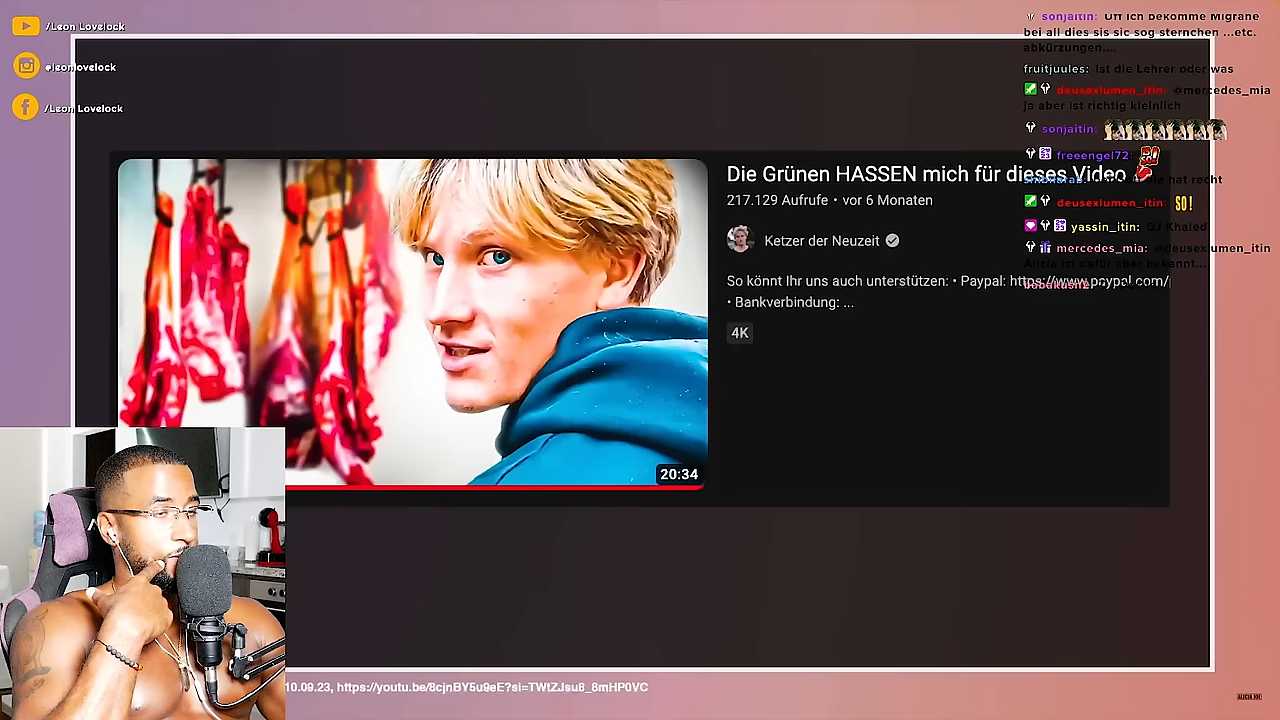 /Leon Lovelock
@leonlovelock
/Leon Lovelock
sonjaitin: Uff ich bekomme Migräne
bei all dies sis sic sog sternchen ...etc.
abkürzungen....
fruitjuules: Ist die Lehrer oder was
deusexlumen_itin: @mercedes_mia
ja aber ist richtig kleinlich
sonjaitin:
freeengel72:
hat recht
deusexlumen_itin: SO!
yassin_itin: DJ Khaled
mercedes_mia: @deusexlumen_itin
Alicia ist dafür aber bekannt...
Die Grünen HASSEN mich für dieses Video
217.129 Aufrufe • vor 6 Monaten
Ketzer der Neuzeit
So könnt Ihr uns auch unterstützen: • Paypal: https://www.paypal.com/
• Bankverbindung: ...
4K
20:34
10.09.23, https://youtu.be/8cjnBY5u9eE?si=TWtZJsu8_8mHP0VC